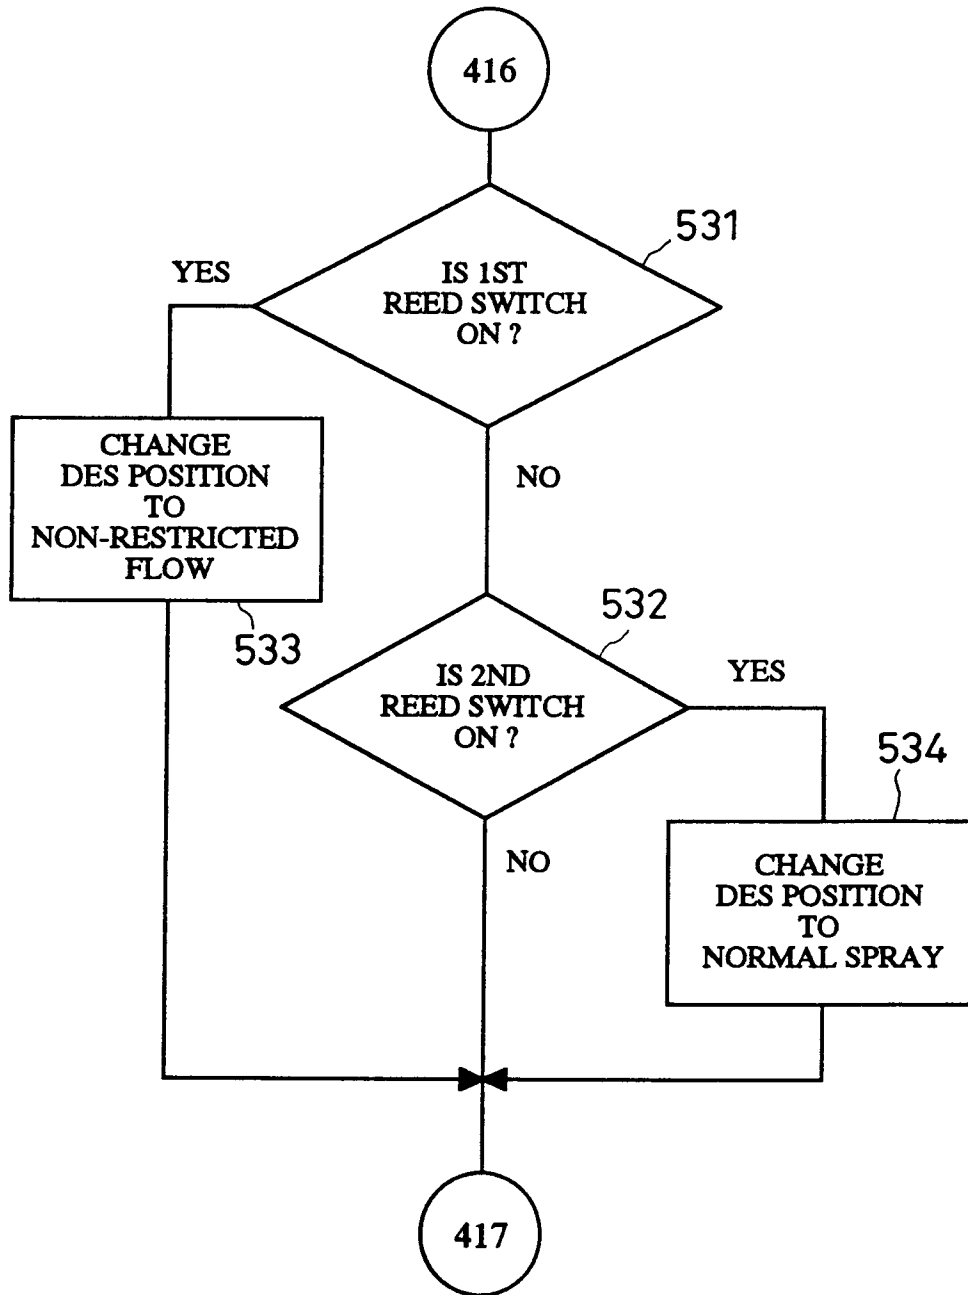 416
531
YES
IS 1ST
REED SWITCH
ON ?
CHANGE
DES POSITION
TO
NON-RESTRICTED
FLOW
NO
533
532
IS 2ND
REED SWITCH
ON ?
YES
534
NO
CHANGE
DES POSITION
TO
NORMAL SPRAY
417